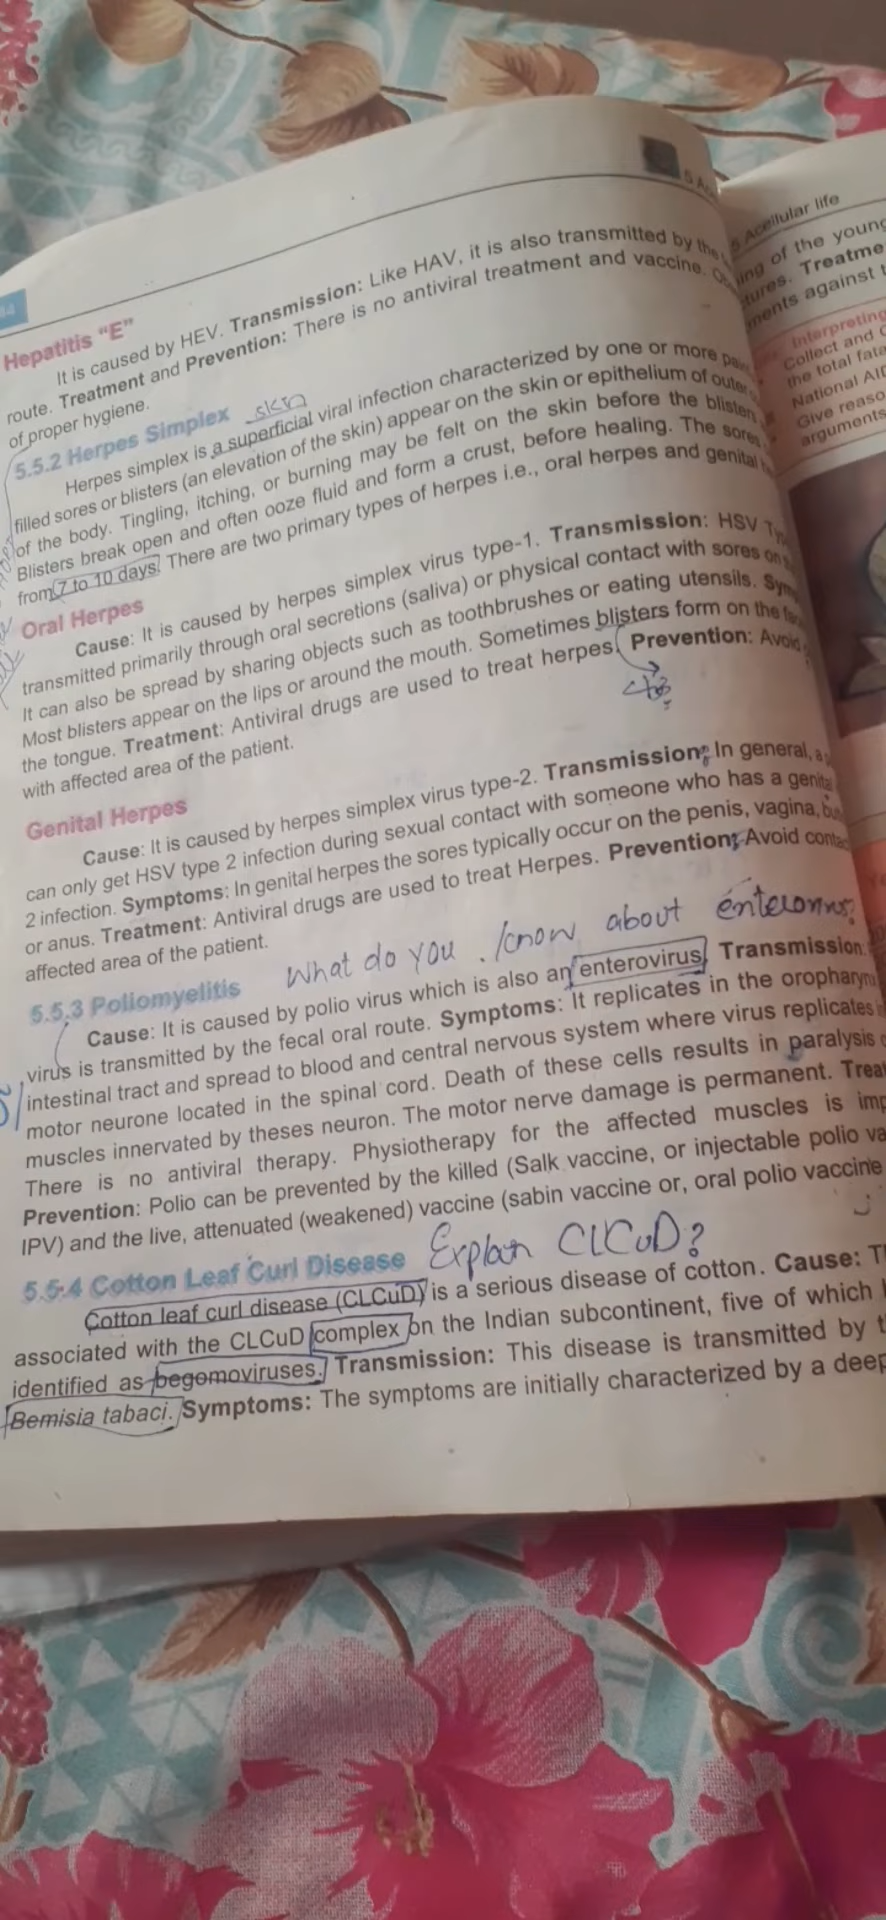 5 Acellular life
Hepatitis "E"
It is caused by HEV. Transmission: Like HAV, it is also transmitted by the
route. Treatment and Prevention: There is no antiviral treatment and vaccine.
of proper hygiene.
5.5.2 Herpes Simplex skin
Herpes simplex is a superficial viral infection characterized by one or more
filled sores or blisters (an elevation of the skin) appear on the skin or epithelium of outer
of the body. Tingling, itching, or burning may be felt on the skin before the blisters
Blisters break open and often ooze fluid and form a crust, before healing. The sores
from 7 to 10 days. There are two primary types of herpes i.e., oral herpes and genital
Oral Herpes
Cause: It is caused by herpes simplex virus type-1. Transmission: HSV
transmitted primarily through oral secretions (saliva) or physical contact with sores on
It can also be spread by sharing objects such as toothbrushes or eating utensils.
Most blisters appear on the lips or around the mouth. Sometimes blisters form on the
the tongue. Treatment: Antiviral drugs are used to treat herpes. Prevention: Avoid
with affected area of the patient.
Genital Herpes
Cause: It is caused by herpes simplex virus type-2. Transmission: In general, a
can only get HSV type 2 infection during sexual contact with someone who has a genital
2 infection. Symptoms: In genital herpes the sores typically occur on the penis, vagina,
or anus. Treatment: Antiviral drugs are used to treat Herpes. Prevention: Avoid
affected area of the patient.
What do you know about
5.5.3 Poliomyelitis
Cause: It is caused by polio virus which is also an enterovirus. Transmission:
virus is transmitted by the fecal oral route. Symptoms: It replicates in the
intestinal tract and spread to blood and central nervous system where virus replicates
motor neurone located in the spinal cord. Death of these cells results in paralysis
muscles innervated by theses neuron. The motor nerve damage is permanent.
There is no antiviral therapy. Physiotherapy for the affected muscles is
Prevention: Polio can be prevented by the killed (Salk vaccine, or injectable polio
IPV) and the live, attenuated (weakened) vaccine (sabin vaccine or, oral polio vaccine
5.5.4 Cotton Leaf Curl Disease Explain CLCuD?
Cotton leaf curl disease (CLCuD) is a serious disease of cotton. Cause:
associated with the CLCuD complex on the Indian subcontinent, five of which
identified as begomoviruses. Transmission: This disease is transmitted by
Bemisia tabaci. Symptoms: The symptoms are initially characterized by a deep
ing of the young
tures.
ments against
Interpreting
Collect and
the total
National
Give
arguments